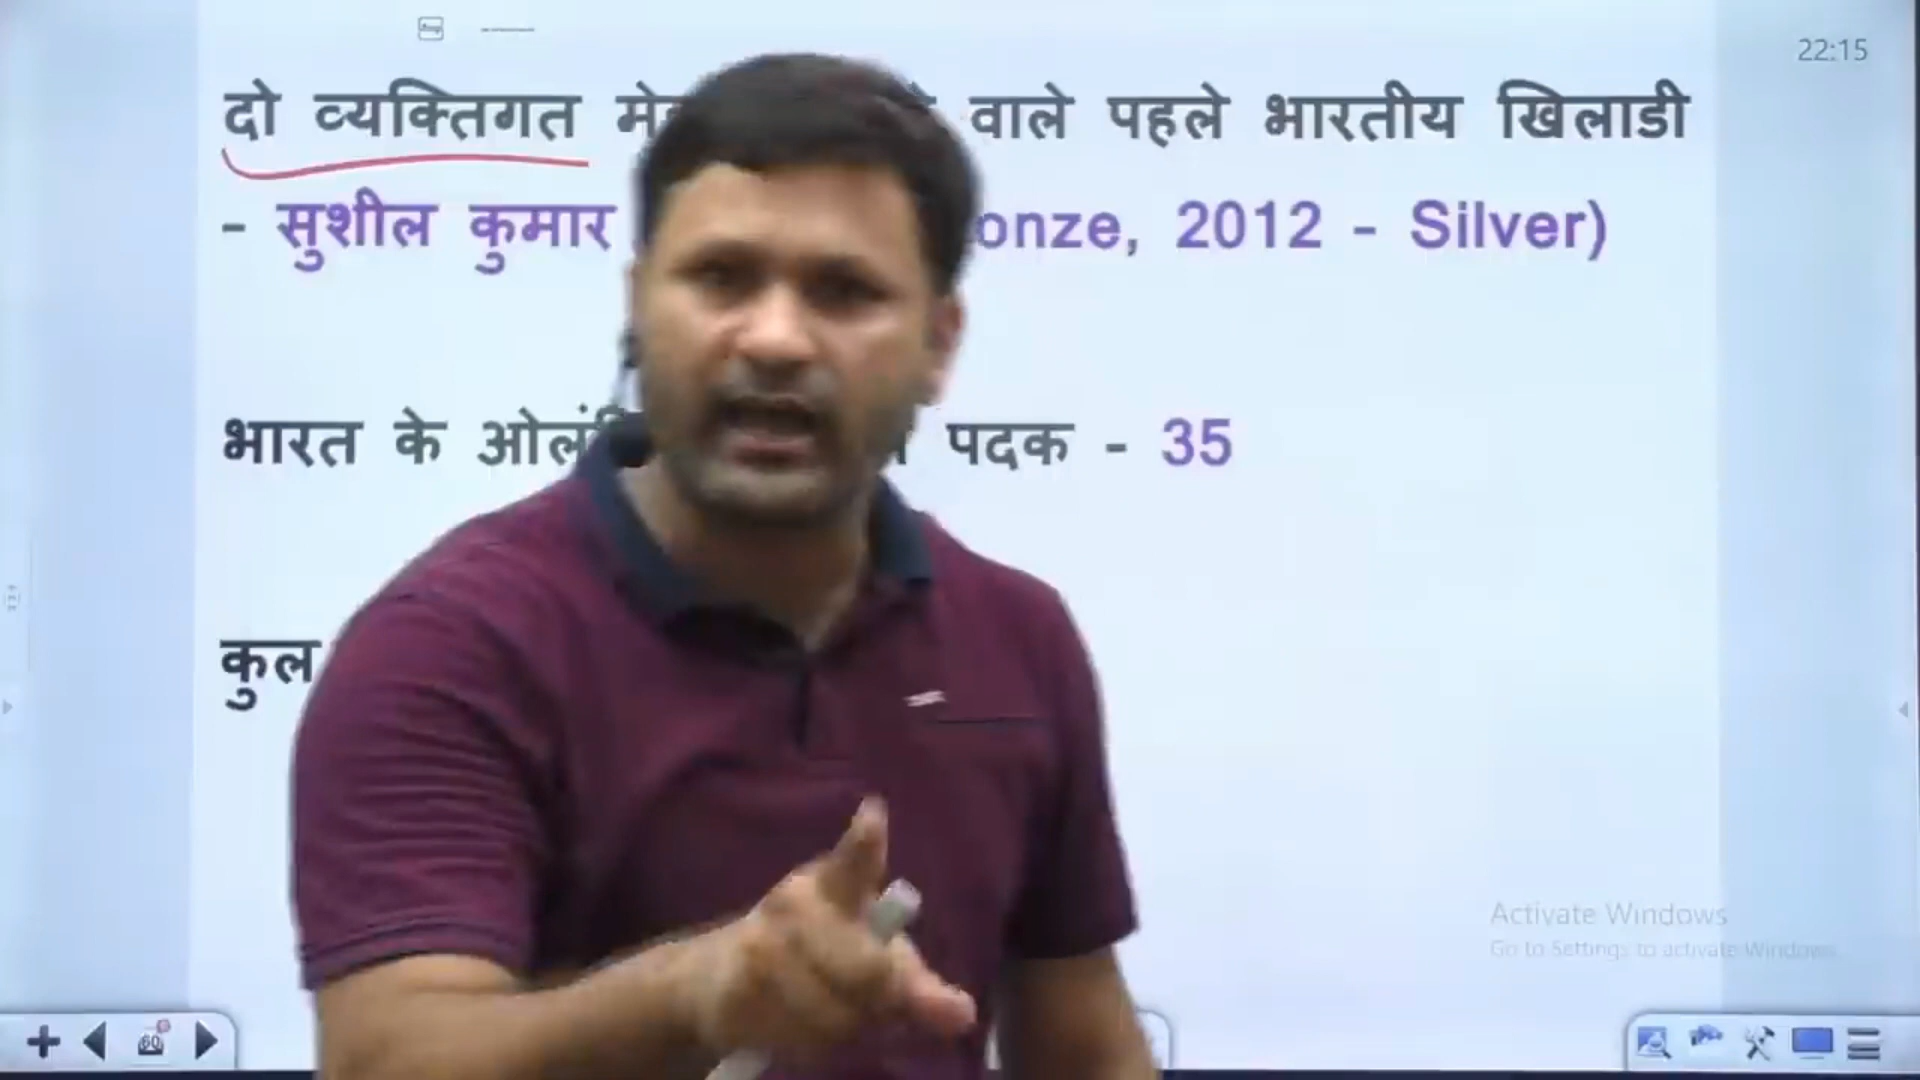 22:15
दो व्यक्तिगत वाले पहले भारतीय खिलाडी
- सुशील कुमार onze, 2012 - Silver)
भारत के पदक - 35
कुल
Activate Windows
Go to Settings to activate Windows.
60